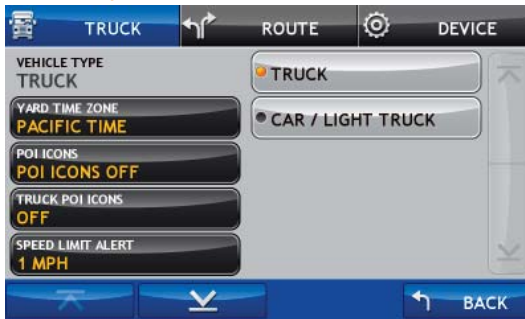 TRUCK
ROUTE
DEVICE
VEHICLE TYPE
TRUCK
YARD TIME ZONE
PACIFIC TIME
POI ICONS
POI ICONS OFF
TRUCK POI ICONS
OFF
SPEED LIMIT ALERT
1 MPH
TRUCK
CAR / LIGHT TRUCK
BACK